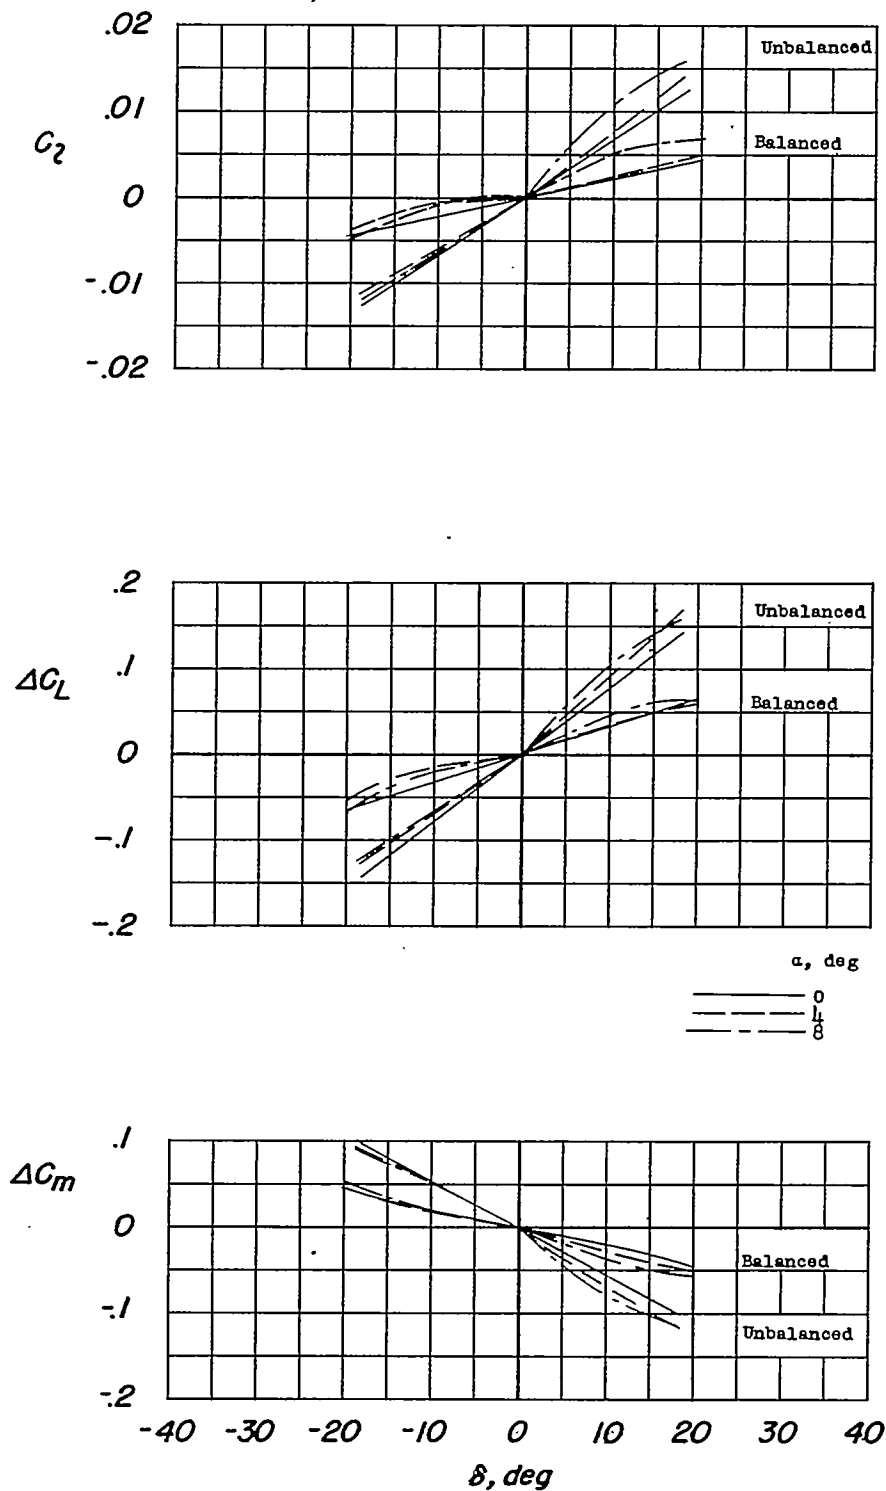 .02
Unbalanced
.01
C_l
Balanced
0
-.01
-.02
.2
Unbalanced
.1
ΔC_L
Balanced
0
-.1
-.2
α, deg
0
4
8
.1
ΔC_m
0
Balanced
-.1
Unbalanced
-.2
-40 -30 -20 -10 0 10 20 30 40
δ, deg